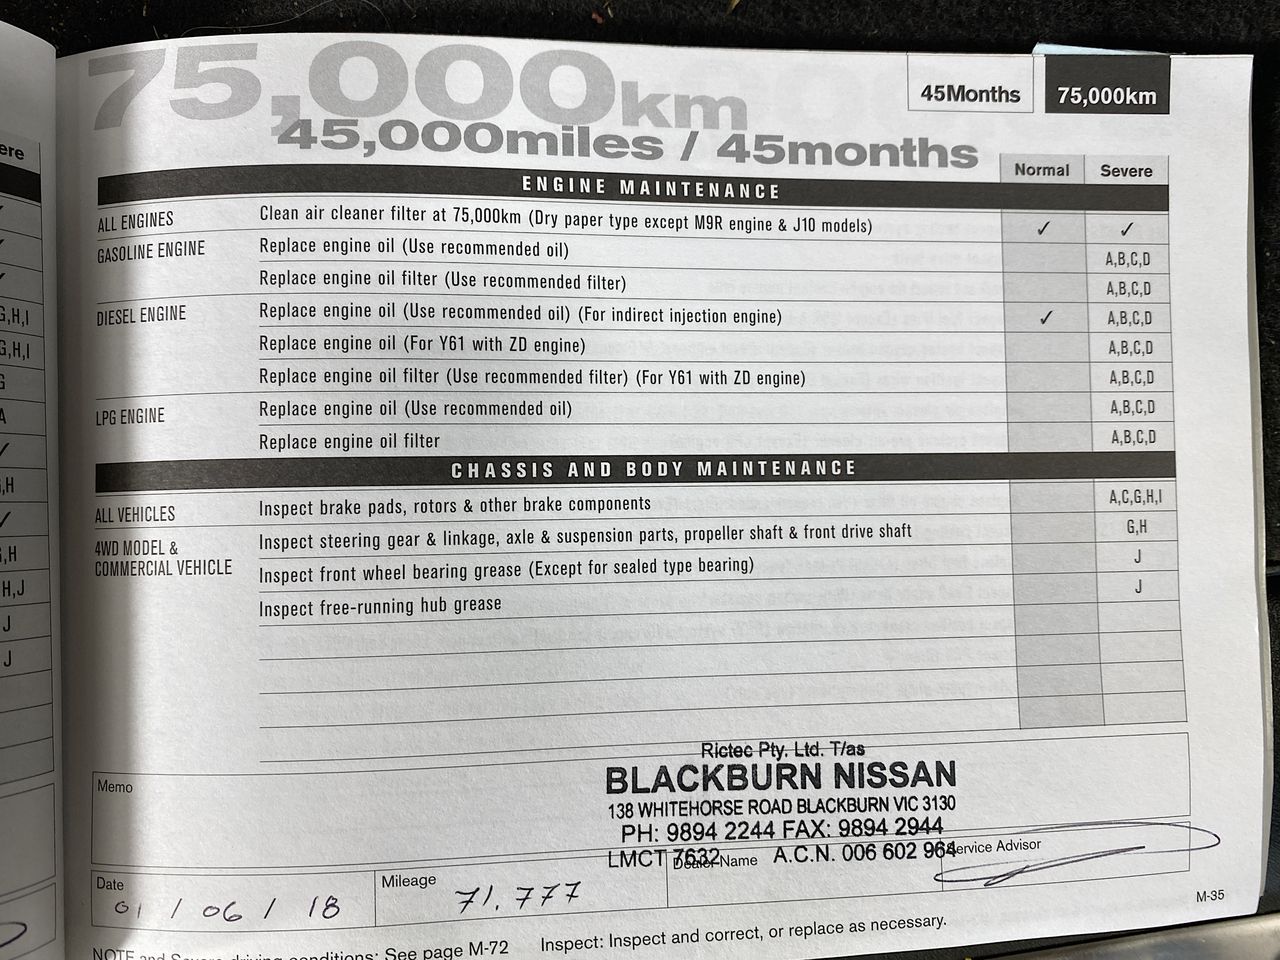 75,000km
45,000miles / 45months
45Months 75,000km
Normal Severe
ENGINE MAINTENANCE
ALL ENGINES Clean air cleaner filter at 75,000km (Dry paper type except M9R engine & J10 models) ✓ ✓
GASOLINE ENGINE Replace engine oil (Use recommended oil) A,B,C,D
Replace engine oil filter (Use recommended filter) A,B,C,D
DIESEL ENGINE Replace engine oil (Use recommended oil) (For indirect injection engine) ✓ A,B,C,D
Replace engine oil (For Y61 with ZD engine) A,B,C,D
Replace engine oil filter (Use recommended filter) (For Y61 with ZD engine) A,B,C,D
LPG ENGINE Replace engine oil (Use recommended oil) A,B,C,D
Replace engine oil filter A,B,C,D
CHASSIS AND BODY MAINTENANCE
ALL VEHICLES Inspect brake pads, rotors & other brake components A,C,G,H,I
4WD MODEL & COMMERCIAL VEHICLE Inspect steering gear & linkage, axle & suspension parts, propeller shaft & front drive shaft G,H
Inspect front wheel bearing grease (Except for sealed type bearing) J
Inspect free-running hub grease J
Memo
Rictec Pty. Ltd. T/as
BLACKBURN NISSAN
138 WHITEHORSE ROAD BLACKBURN VIC 3130
PH: 9894 2244 FAX: 9894 2944
LMCT 7632 A.C.N. 006 602 964
Dealer Name
Service Advisor
Date 01 / 06 / 18
Mileage 71.777
M-35
NOTE and Severe driving conditions: See page M-72 Inspect: Inspect and correct, or replace as necessary.
ere
G,H,I
G,H,I
G
A
G,H
G,H
H,J
J
J